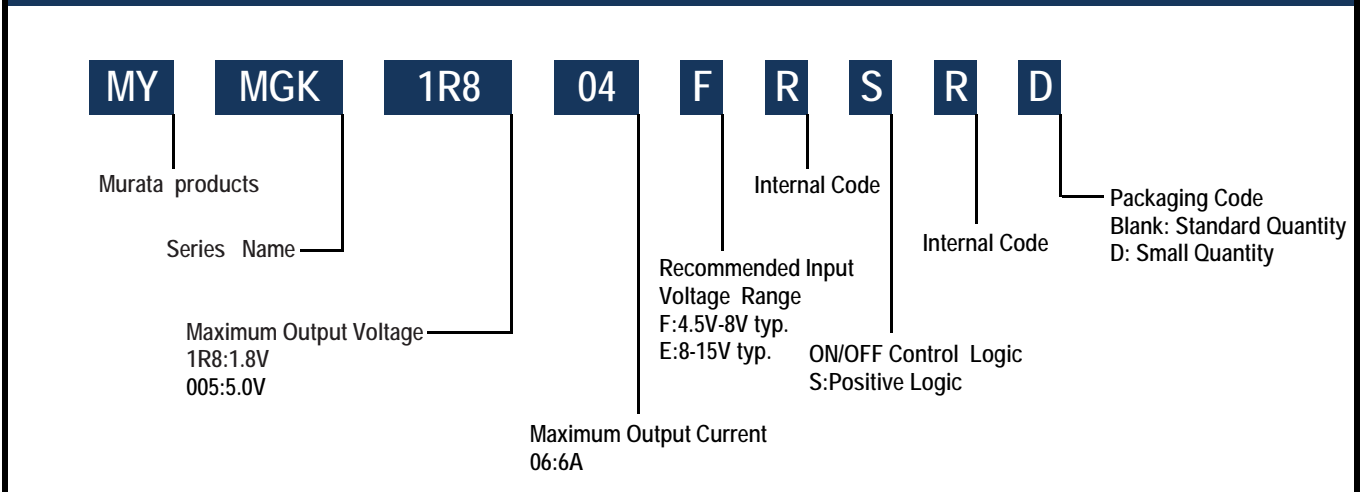 MY MGK 1R8 04 F R S R D
Murata products
Series Name
Maximum Output Voltage
1R8:1.8V
005:5.0V
Maximum Output Current
06:6A
Recommended Input
Voltage Range
F:4.5V-8V typ.
E:8-15V typ.
Internal Code
ON/OFF Control Logic
S:Positive Logic
Internal Code
Packaging Code
Blank: Standard Quantity
D: Small Quantity